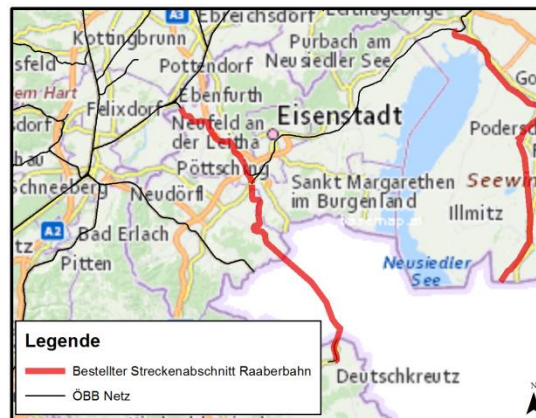 A3
Ebreichsdorf
Kottingbrunn
Purbach am
Neusiedler See
Pottendorf
em Hart
Felixdorf
Ebenfurth
Eisenstadt
Neufeld an
der Leitha
Podersd
Pöttsching
Schneeberg
Neudörfl
Sankt Margarethen
im Burgenland
Seewin
Illmitz
A2
Bad Erlach
Pitten
Neusiedler
See
Deutschkreutz
Legende
Bestellter Streckenabschnitt Raaberbahn
ÖBB Netz
N